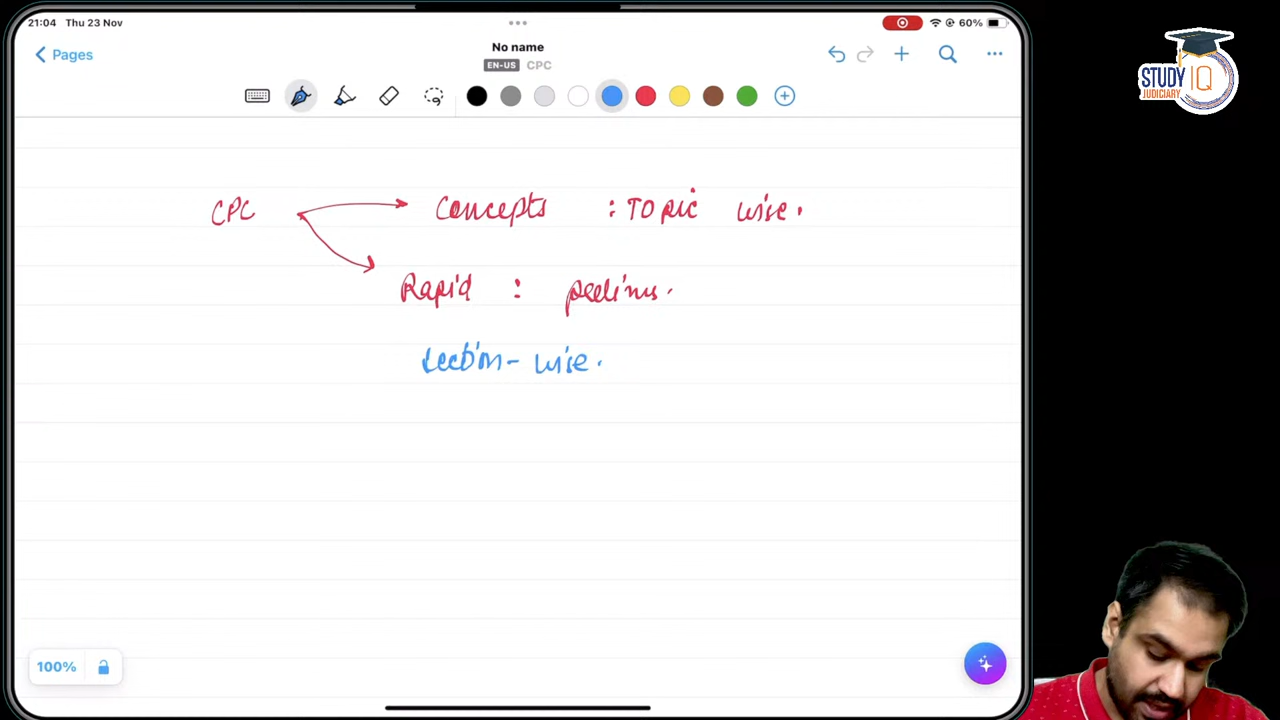 21:04 Thu 23 Nov
60%
Pages
No name
EN-US CPC
STUDY IQ
JUDICIARY
CPC Concepts : Topic wise.
Rapid : prelims.
section - wise.
100%